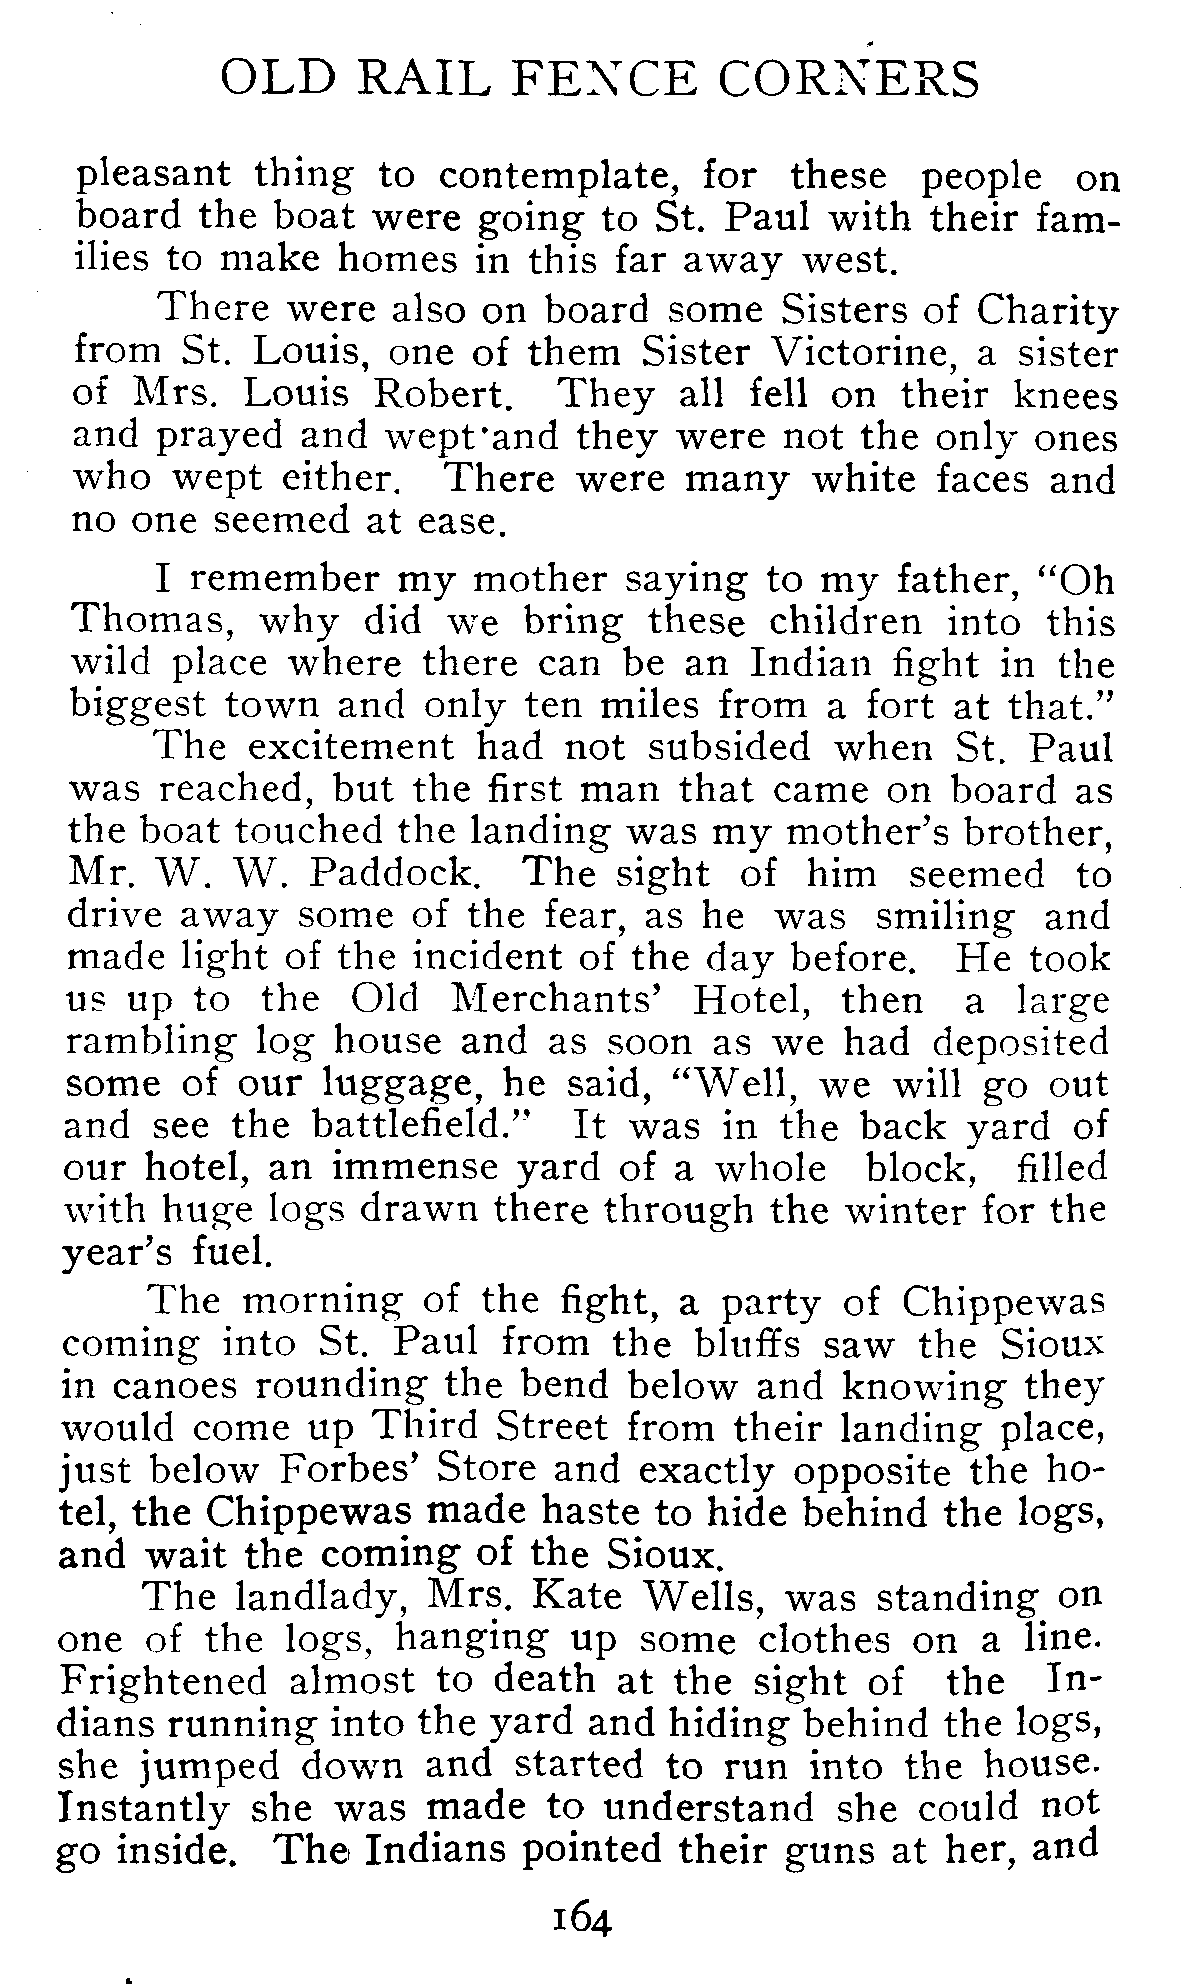 OLD RAIL FENCE CORNERS
pleasant thing to contemplate, for these people on
board the boat were going to St. Paul with their fam-
ilies to make homes in this far away west.
There were also on board some Sisters of Charity
from St. Louis, one of them Sister Victorine, a sister
of Mrs. Louis Robert. They all fell on their knees
and prayed and wept and they were not the only ones
who wept either. There were many white faces and
no one seemed at ease.
I remember my mother saying to my father, "Oh
Thomas, why did we bring these children into this
wild place where there can be an Indian fight in the
biggest town and only ten miles from a fort at that."
The excitement had not subsided when St. Paul
was reached, but the first man that came on board as
the boat touched the landing was my mother's brother,
Mr. W. W. Paddock. The sight of him seemed to
drive away some of the fear, as he was smiling and
made light of the incident of the day before. He took
us up to the Old Merchants' Hotel, then a large
rambling log house and as soon as we had deposited
some of our luggage, he said, "Well, we will go out
and see the battlefield." It was in the back yard of
our hotel, an immense yard of a whole block, filled
with huge logs drawn there through the winter for the
year's fuel.
The morning of the fight, a party of Chippewas
coming into St. Paul from the bluffs saw the Sioux
in canoes rounding the bend below and knowing they
would come up Third Street from their landing place,
just below Forbes' Store and exactly opposite the ho-
tel, the Chippewas made haste to hide behind the logs,
and wait the coming of the Sioux.
The landlady, Mrs. Kate Wells, was standing on
one of the logs, hanging up some clothes on a line.
Frightened almost to death at the sight of the In-
dians running into the yard and hiding behind the logs,
she jumped down and started to run into the house.
Instantly she was made to understand she could not
go inside. The Indians pointed their guns at her, and
164